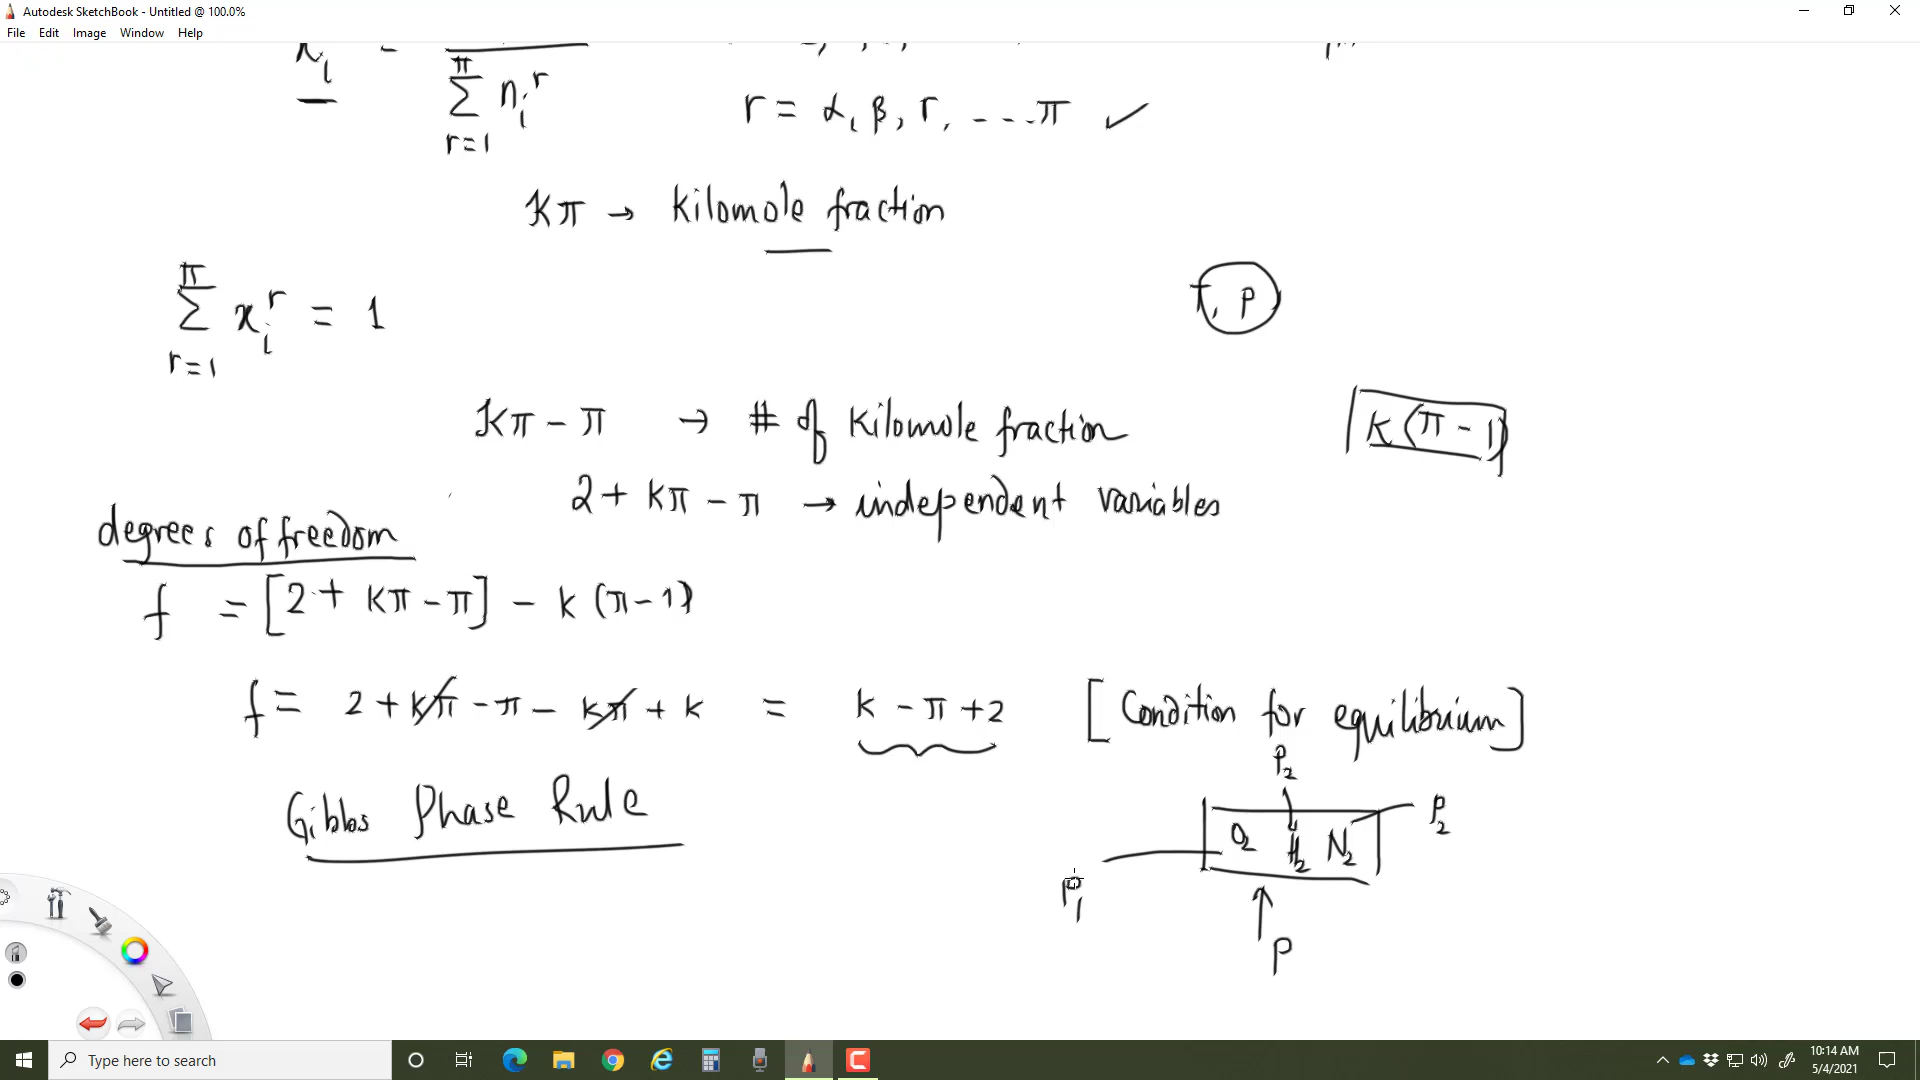 Autodesk SketchBook - Untitled @ 100.0%
File Edit Image Window Help
x_i = 
π
Σ n_i^r
r=1
r = α, β, r, ---π ✓
Kπ → kilomole fraction
π
Σ x_i^r = 1
r=1
T, P
Kπ - π → # of kilomole fraction
K(π-1)
2 + Kπ - π → independent variables
degrees of freedom
f = [2 + Kπ - π] - K(π-1)
f = 2 + Kπ - π - Kπ + K = K - π + 2 [Condition for equilibrium]
Gibbs Phase Rule
P2
O2 H2 N2
P2
P1
P
Type here to search
10:14 AM
5/4/2021